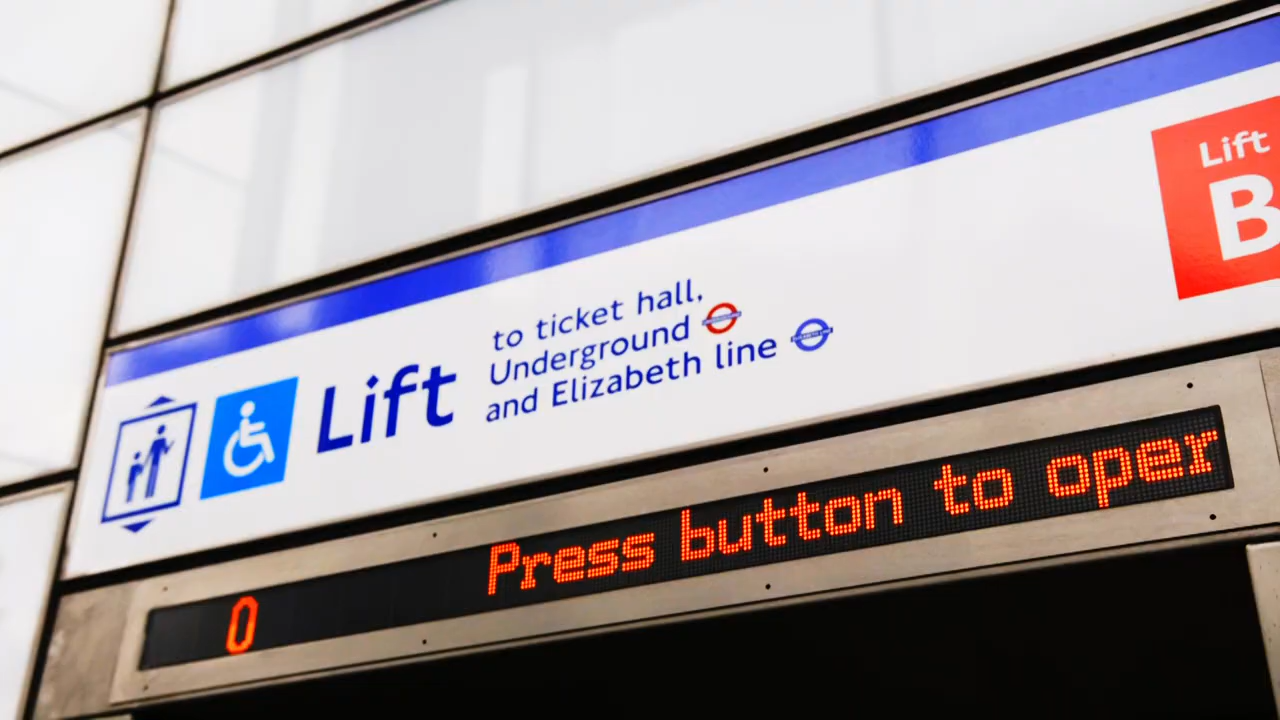 Lift
to ticket hall,
Underground
and Elizabeth line
Lift
B
0 Press button to oper